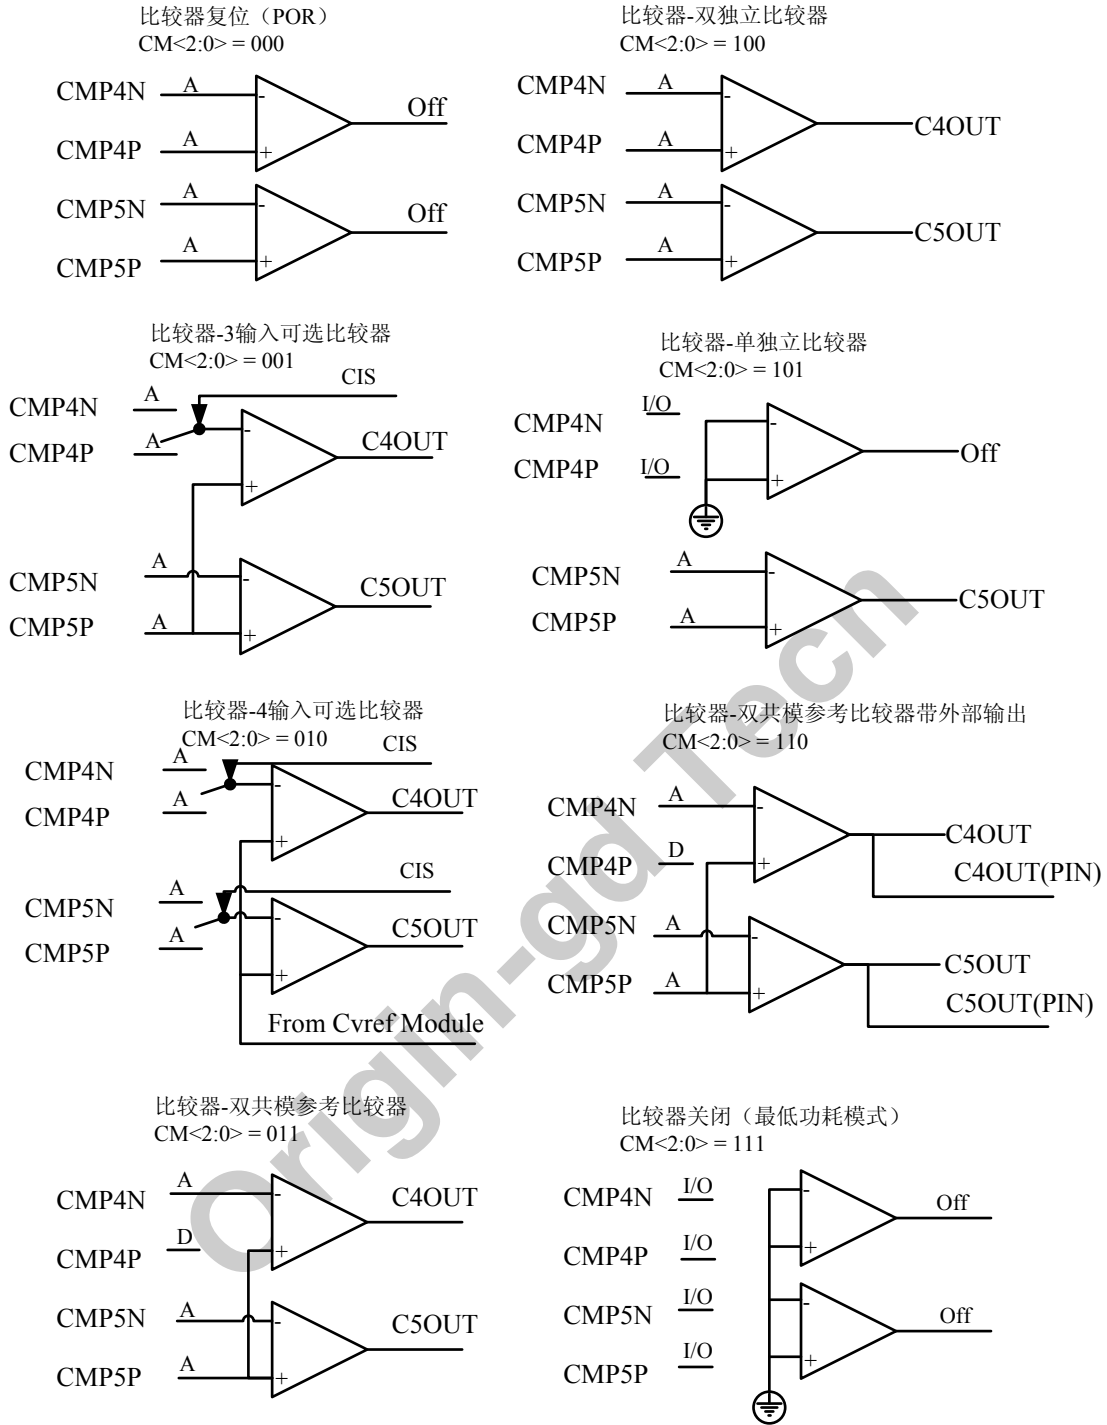 比较器复位（POR）
CM<2:0> = 000
CMP4N
A
-
Off
CMP4P
A
+
CMP5N
A
-
Off
CMP5P
A
+
比较器-双独立比较器
CM<2:0> = 100
CMP4N
A
-
C4OUT
CMP4P
A
+
CMP5N
A
-
C5OUT
CMP5P
A
+
比较器-3输入可选比较器
CM<2:0> = 001
CIS
CMP4N
A
-
CMP4P
A
C4OUT
+
CMP5N
A
-
C5OUT
CMP5P
A
+
比较器-单独立比较器
CM<2:0> = 101
CMP4N
I/O
-
Off
CMP4P
I/O
+
CMP5N
A
-
C5OUT
CMP5P
A
+
比较器-4输入可选比较器
CM<2:0> = 010
CIS
CMP4N
A
-
C4OUT
CMP4P
A
+
CIS
CMP5N
A
-
C5OUT
CMP5P
A
+
From Cvref Module
比较器-双共模参考比较器带外部输出
CM<2:0> = 110
CMP4N
A
-
C4OUT
CMP4P
D
+
C4OUT(PIN)
CMP5N
A
-
C5OUT
CMP5P
A
+
C5OUT(PIN)
比较器-双共模参考比较器
CM<2:0> = 011
CMP4N
A
-
C4OUT
CMP4P
D
+
CMP5N
A
-
C5OUT
CMP5P
A
+
比较器关闭（最低功耗模式）
CM<2:0> = 111
CMP4N
I/O
-
Off
CMP4P
I/O
+
CMP5N
I/O
-
Off
CMP5P
I/O
+
Origin-gd Tech